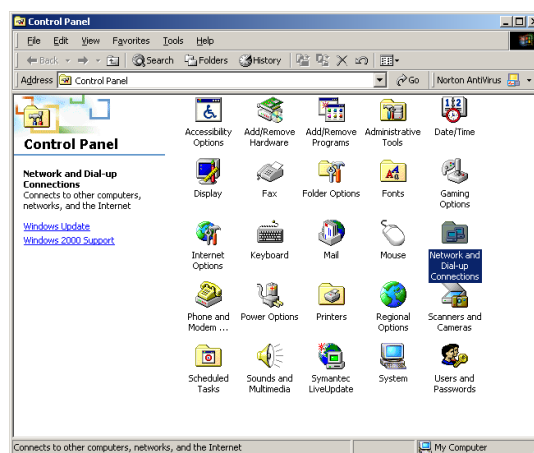 Control Panel
File Edit View Favorites Tools Help
Back Search Folders History
Address Control Panel Go Norton AntiVirus
Control Panel
Network and Dial-up
Connections
Connects to other computers,
networks, and the Internet
Windows Update
Windows 2000 Support
Accessibility
Options
Add/Remove
Hardware
Add/Remove
Programs
Administrative
Tools
Date/Time
Display
Fax
Folder Options
Fonts
Gaming
Options
Internet
Options
Keyboard
Mail
Mouse
Network and
Dial-up
Connections
Phone and
Modem ...
Power Options
Printers
Regional
Options
Scanners and
Cameras
Scheduled
Tasks
Sounds and
Multimedia
Symantec
LiveUpdate
System
Users and
Passwords
Connects to other computers, networks, and the Internet My Computer